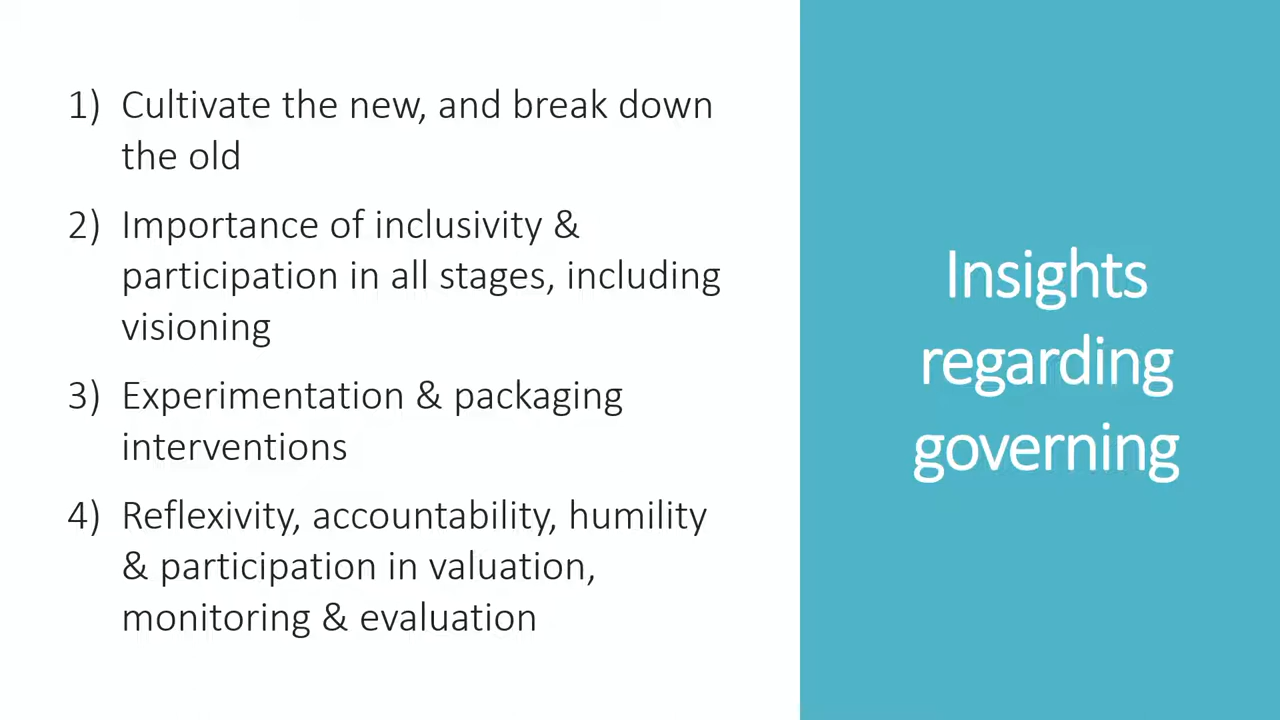 1) Cultivate the new, and break down
the old
2) Importance of inclusivity &
participation in all stages, including
visioning
3) Experimentation & packaging
interventions
4) Reflexivity, accountability, humility
& participation in valuation,
monitoring & evaluation
Insights
regarding
governing